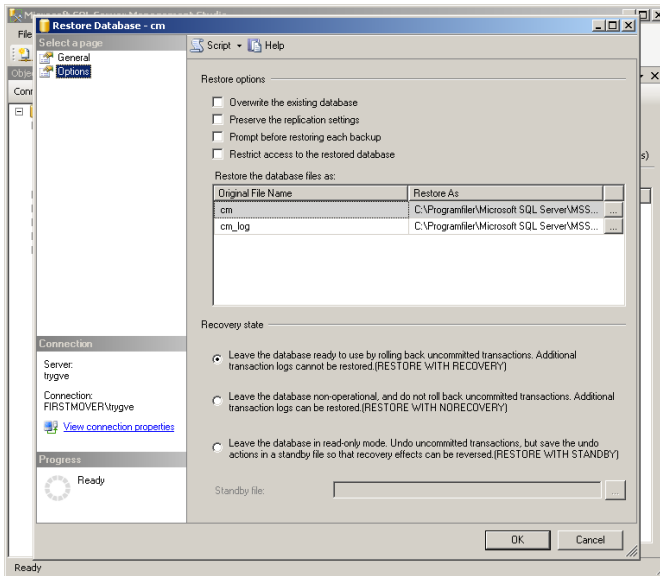 Microsoft SQL Server Management Studio
Restore Database - cm
File
Select a page
General
Options
Script
Help
Restore options
Overwrite the existing database
Preserve the replication settings
Prompt before restoring each backup
Restrict access to the restored database
Restore the database files as:
Original File Name Restore As
cm C:\Programfiler\Microsoft SQL Server\MSS... ...
cm_log C:\Programfiler\Microsoft SQL Server\MSS... ...
Recovery state
Leave the database ready to use by rolling back uncommitted transactions. Additional
transaction logs cannot be restored.(RESTORE WITH RECOVERY)
Leave the database non-operational, and do not roll back uncommitted transactions. Additional
transaction logs can be restored.(RESTORE WITH NORECOVERY)
Leave the database in read-only mode. Undo uncommitted transactions, but save the undo
actions in a standby file so that recovery effects can be reversed.(RESTORE WITH STANDBY)
Standby file: ...
Connection
Server:
trygve
Connection:
FIRSTMOVER\trygve
View connection properties
Progress
Ready
OK Cancel
Ready